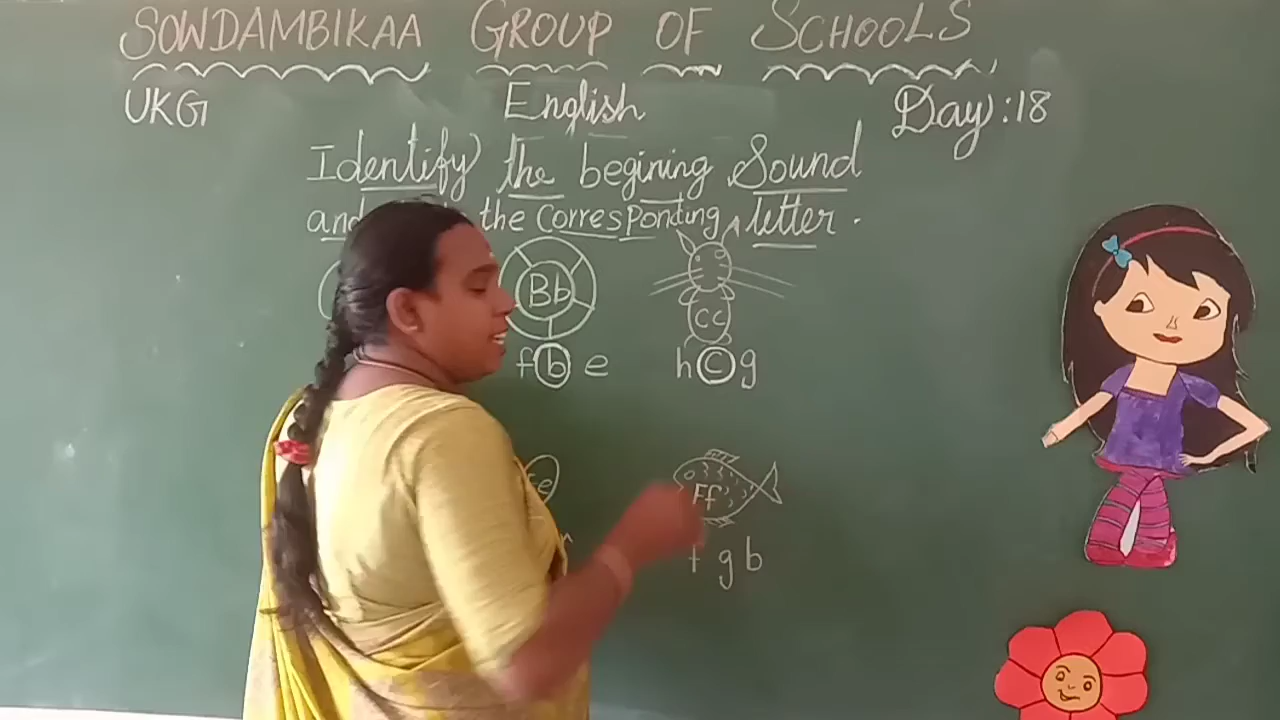 SOWDAMBIKAA GROUP OF SCHOOLS
UKG English Day:18
Identify the begining Sound
and the Corresponding letter.
Bb Cc
f b e h c g
Ff
g b